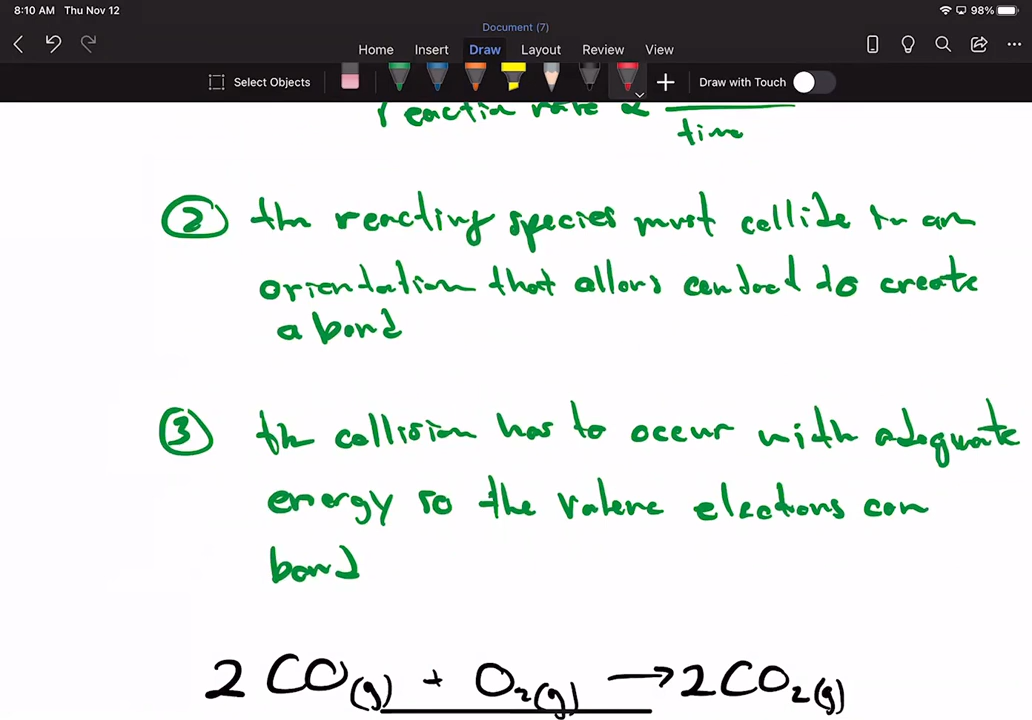 8:10 AM Thu Nov 12 98%
Document (7)
Home Insert Draw Layout Review View
Select Objects Draw with Touch
reaction rate ∝
time
② the reacting species must collide in an
orientation that allows contact to create
a bond
③ the collision has to occur with adequate
energy so the valence electrons can
bond
2 CO(g) + O₂(g) → 2CO₂(g)